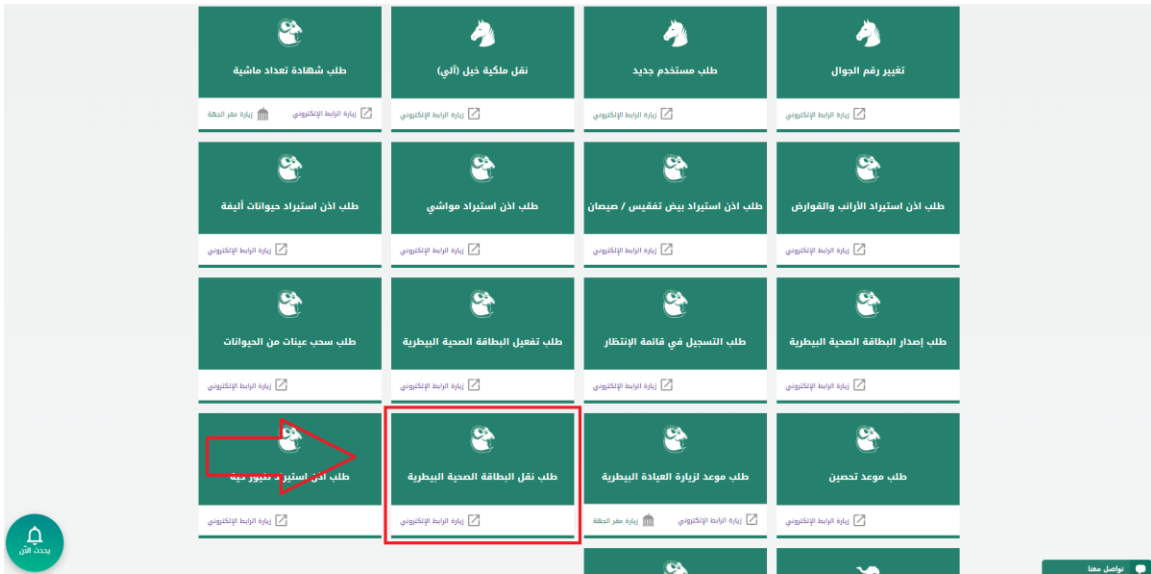 تغيير رقم الجوال
طلب مستخدم جديد
نقل ملكية خيل (آلي)
طلب شهادة تعداد ماشية
زيارة الرابط الإلكتروني
زيارة الرابط الإلكتروني
زيارة الرابط الإلكتروني
زيارة الرابط الإلكتروني
زيارة مقر الجهة
طلب اذن استيراد الأرانب والقوارض
طلب اذن استيراد بيض تفقيس / صيصان
طلب اذن استيراد مواشي
طلب اذن استيراد حيوانات أليفة
زيارة الرابط الإلكتروني
زيارة الرابط الإلكتروني
زيارة الرابط الإلكتروني
زيارة الرابط الإلكتروني
طلب إصدار البطاقة الصحية البيطرية
طلب التسجيل في قائمة الإنتظار
طلب تفعيل البطاقة الصحية البيطرية
طلب سحب عينات من الحيوانات
زيارة الرابط الإلكتروني
زيارة الرابط الإلكتروني
زيارة الرابط الإلكتروني
زيارة الرابط الإلكتروني
طلب موعد تحصين
طلب موعد لزيارة العيادة البيطرية
طلب نقل البطاقة الصحية البيطرية
طلب اذن استيراد طيور حية
زيارة الرابط الإلكتروني
زيارة الرابط الإلكتروني
زيارة مقر الجهة
زيارة الرابط الإلكتروني
زيارة الرابط الإلكتروني
يحدث الآن
تواصل معنا